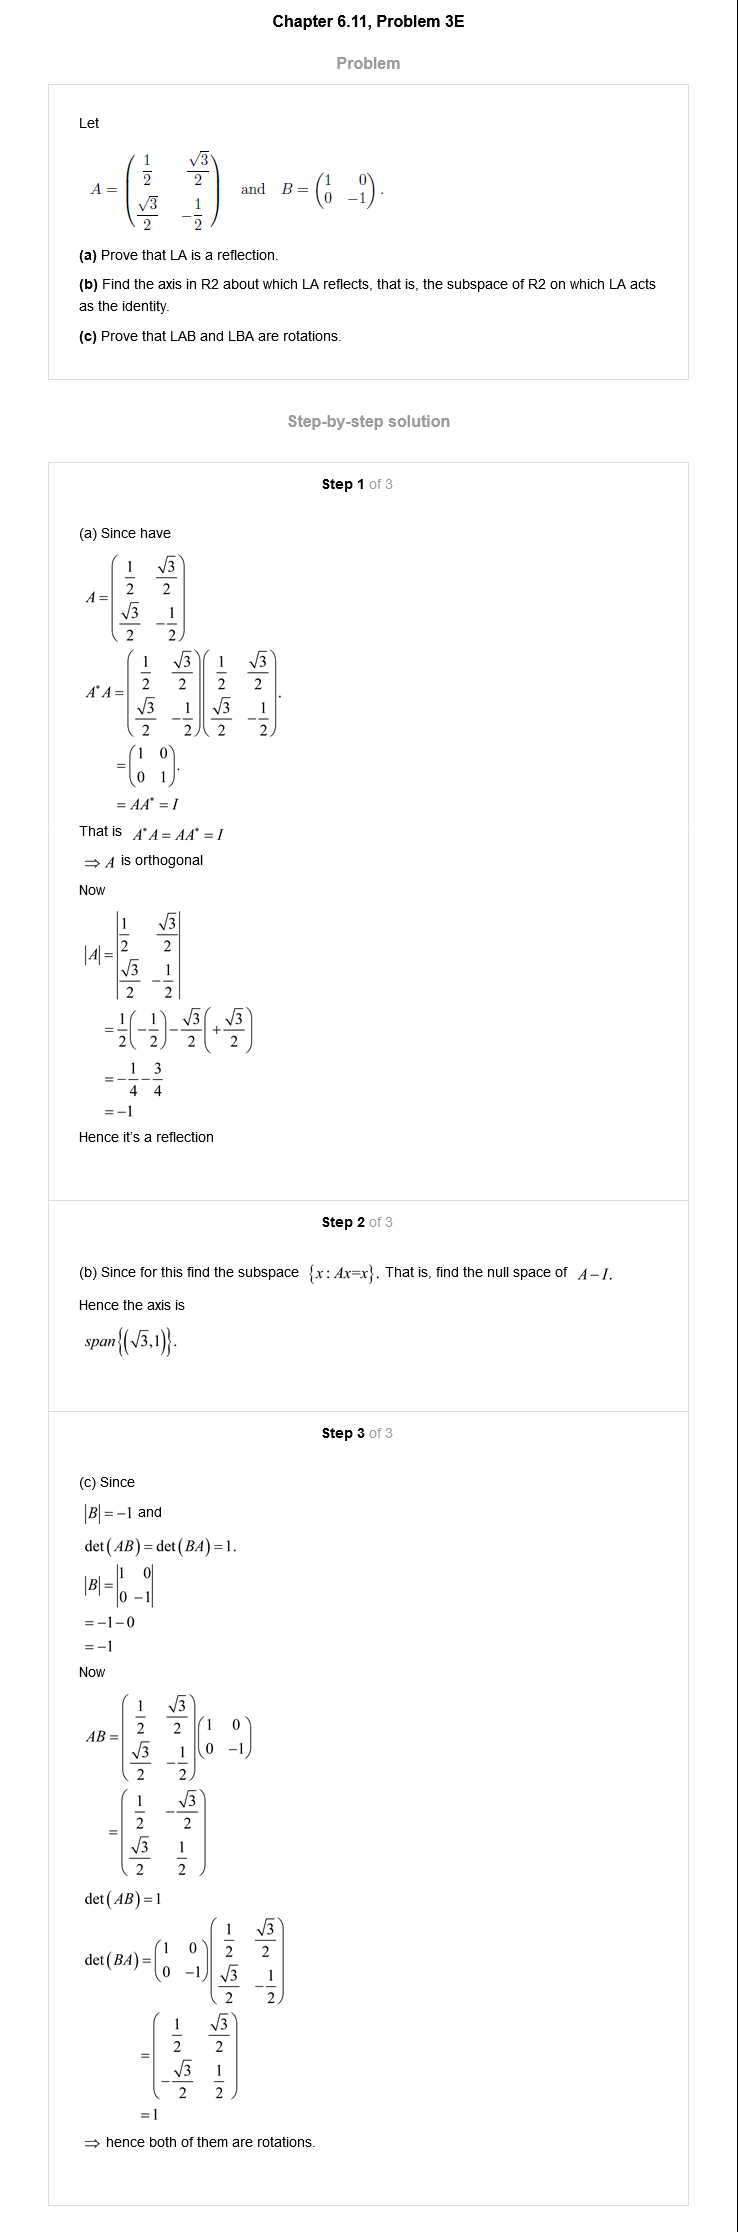 Chapter 6.11, Problem 3E
Problem
Let
A = \begin{pmatrix} \frac{1}{2} & \frac{\sqrt{3}}{2} \\ \frac{\sqrt{3}}{2} & -\frac{1}{2} \end{pmatrix} and B = \begin{pmatrix} 1 & 0 \\ 0 & -1 \end{pmatrix}.
(a) Prove that LA is a reflection.
(b) Find the axis in R2 about which LA reflects, that is, the subspace of R2 on which LA acts
as the identity.
(c) Prove that LAB and LBA are rotations.
Step-by-step solution
Step 1 of 3
(a) Since have
A = \begin{pmatrix} \frac{1}{2} & \frac{\sqrt{3}}{2} \\ \frac{\sqrt{3}}{2} & -\frac{1}{2} \end{pmatrix}
A^*A = \begin{pmatrix} \frac{1}{2} & \frac{\sqrt{3}}{2} \\ \frac{\sqrt{3}}{2} & -\frac{1}{2} \end{pmatrix} \begin{pmatrix} \frac{1}{2} & \frac{\sqrt{3}}{2} \\ \frac{\sqrt{3}}{2} & -\frac{1}{2} \end{pmatrix}.
= \begin{pmatrix} 1 & 0 \\ 0 & 1 \end{pmatrix}.
= AA^* = I
That is A^*A = AA^* = I
⇒ A is orthogonal
Now
|A| = \begin{vmatrix} \frac{1}{2} & \frac{\sqrt{3}}{2} \\ \frac{\sqrt{3}}{2} & -\frac{1}{2} \end{vmatrix}
= \frac{1}{2}\left(-\frac{1}{2}\right) - \frac{\sqrt{3}}{2}\left(+\frac{\sqrt{3}}{2}\right)
= -\frac{1}{4} - \frac{3}{4}
= -1
Hence it's a reflection
Step 2 of 3
(b) Since for this find the subspace {x : Ax=x}. That is, find the null space of A − I.
Hence the axis is
span{(√3,1)}.
Step 3 of 3
(c) Since
|B| = −1 and
det(AB) = det(BA) = 1.
|B| = \begin{vmatrix} 1 & 0 \\ 0 & -1 \end{vmatrix}
= −1 − 0
= −1
Now
AB = \begin{pmatrix} \frac{1}{2} & \frac{\sqrt{3}}{2} \\ \frac{\sqrt{3}}{2} & -\frac{1}{2} \end{pmatrix} \begin{pmatrix} 1 & 0 \\ 0 & -1 \end{pmatrix}
= \begin{pmatrix} \frac{1}{2} & -\frac{\sqrt{3}}{2} \\ \frac{\sqrt{3}}{2} & \frac{1}{2} \end{pmatrix}
det(AB) = 1
det(BA) = \begin{pmatrix} 1 & 0 \\ 0 & -1 \end{pmatrix} \begin{pmatrix} \frac{1}{2} & \frac{\sqrt{3}}{2} \\ \frac{\sqrt{3}}{2} & -\frac{1}{2} \end{pmatrix}
= \begin{pmatrix} \frac{1}{2} & \frac{\sqrt{3}}{2} \\ -\frac{\sqrt{3}}{2} & \frac{1}{2} \end{pmatrix}
= 1
⇒ hence both of them are rotations.